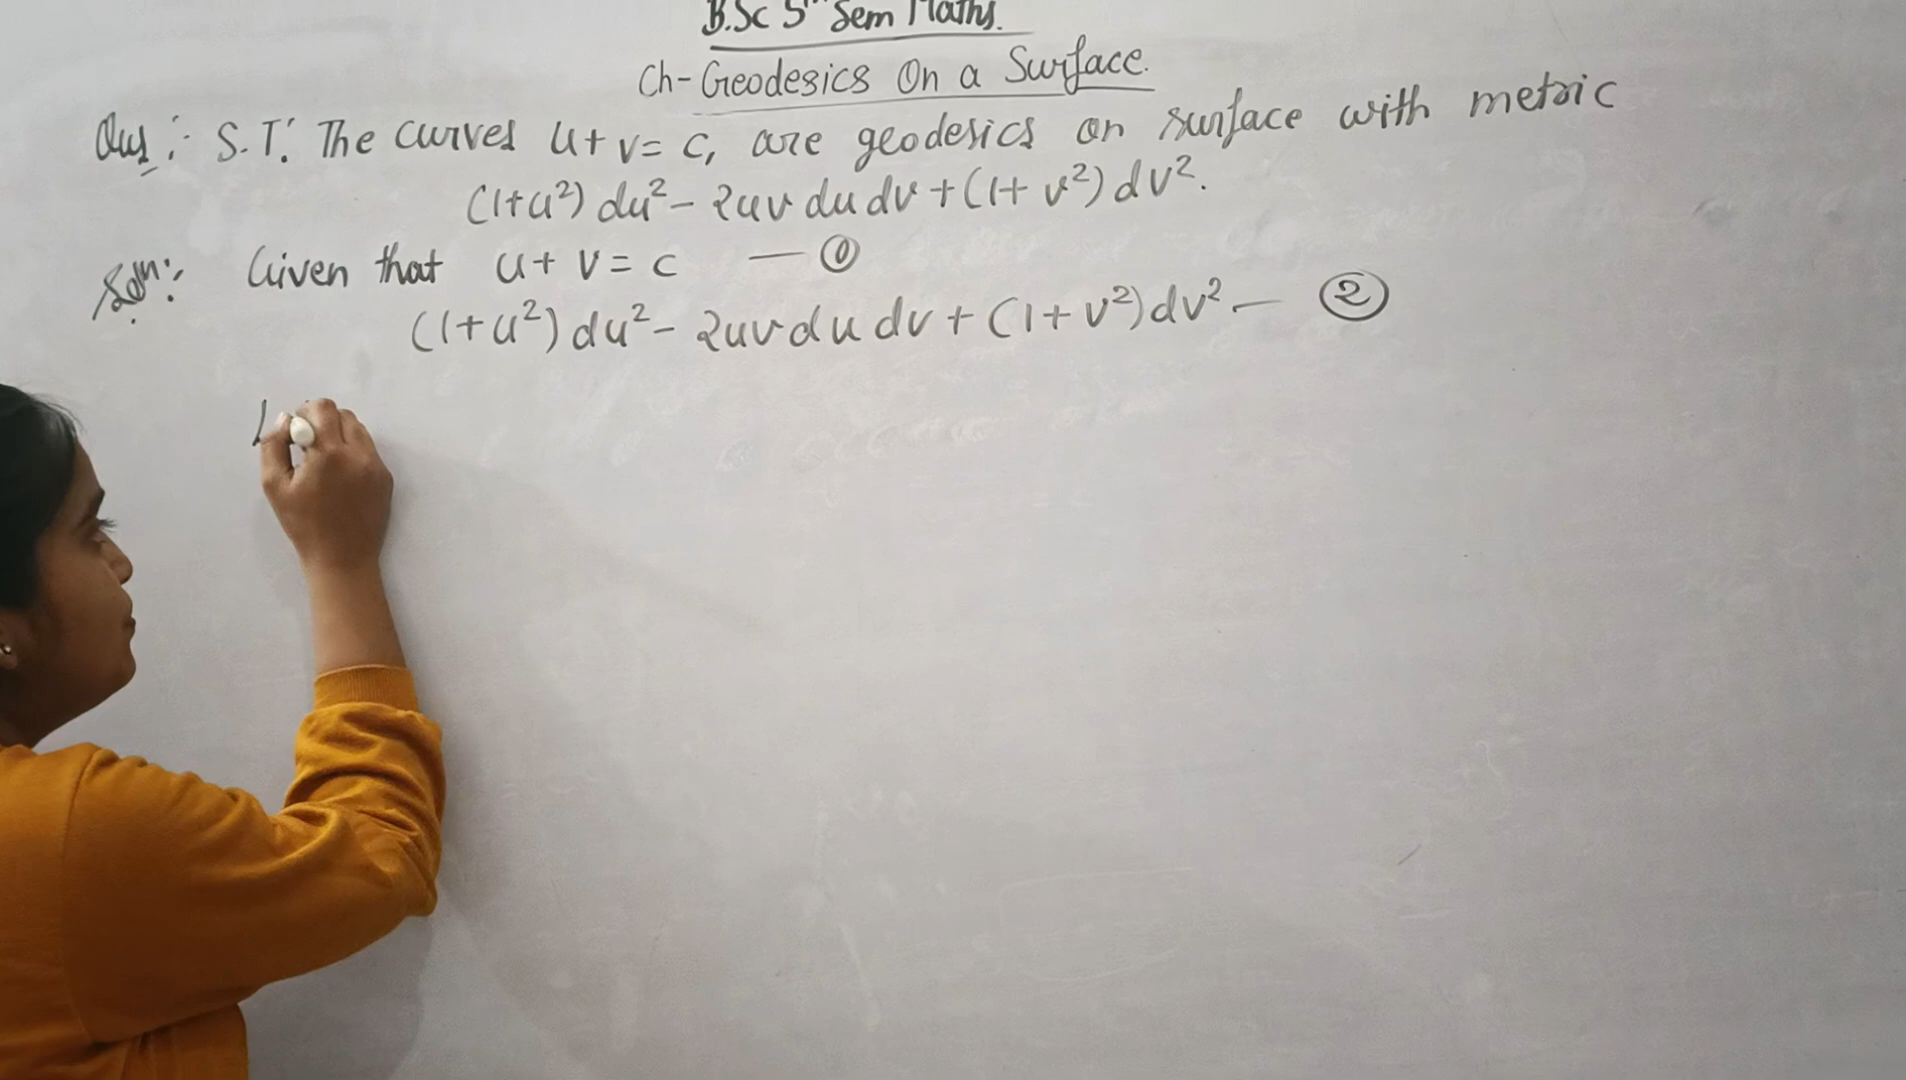 B.Sc 5th Sem Maths.
Ch- Geodesics On a Surface.
Ques:- S.T. The curves u+v=c, are geodesics on surface with metric
(1+u²) du² - 2uv du dv + (1+v²) dv².
Soln:- Given that u+v=c — ①
(1+u²) du² - 2uv du dv + (1+v²) dv² — ②